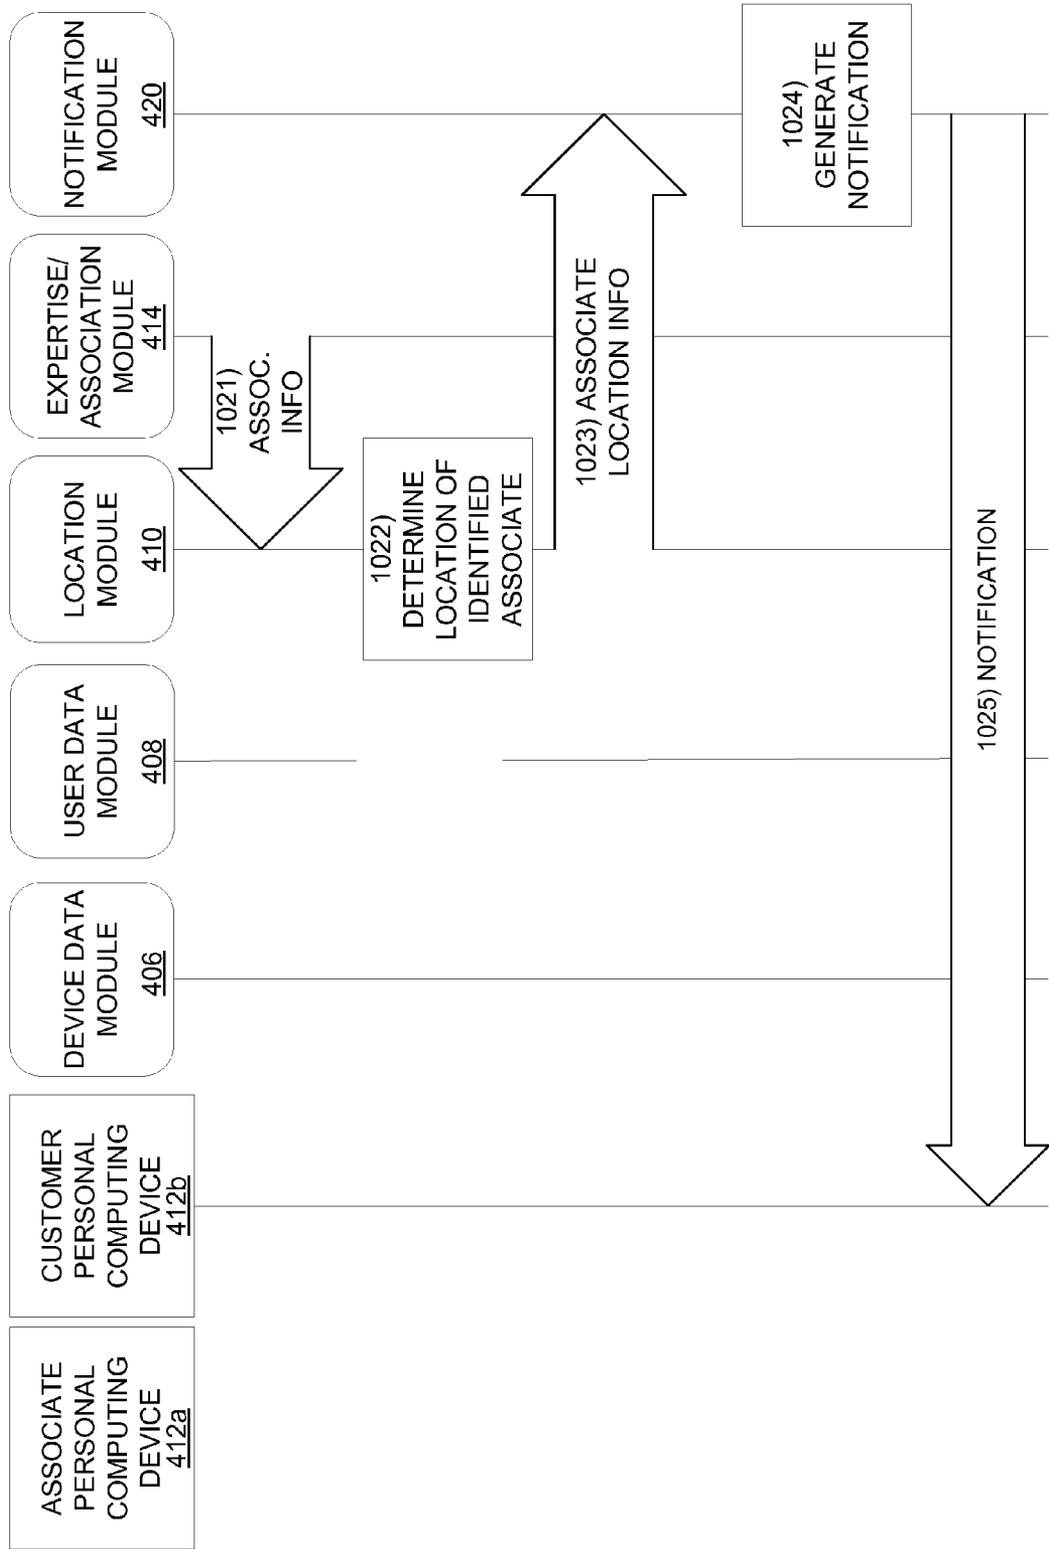 ASSOCIATE
PERSONAL
COMPUTING
DEVICE
412a
CUSTOMER
PERSONAL
COMPUTING
DEVICE
412b
DEVICE DATA
MODULE
406
USER DATA
MODULE
408
LOCATION
MODULE
410
EXPERTISE/
ASSOCIATION
MODULE
414
NOTIFICATION
MODULE
420
1021)
ASSOC.
INFO
1022)
DETERMINE
LOCATION OF
IDENTIFIED
ASSOCIATE
1023) ASSOCIATE
LOCATION INFO
1024)
GENERATE
NOTIFICATION
1025) NOTIFICATION